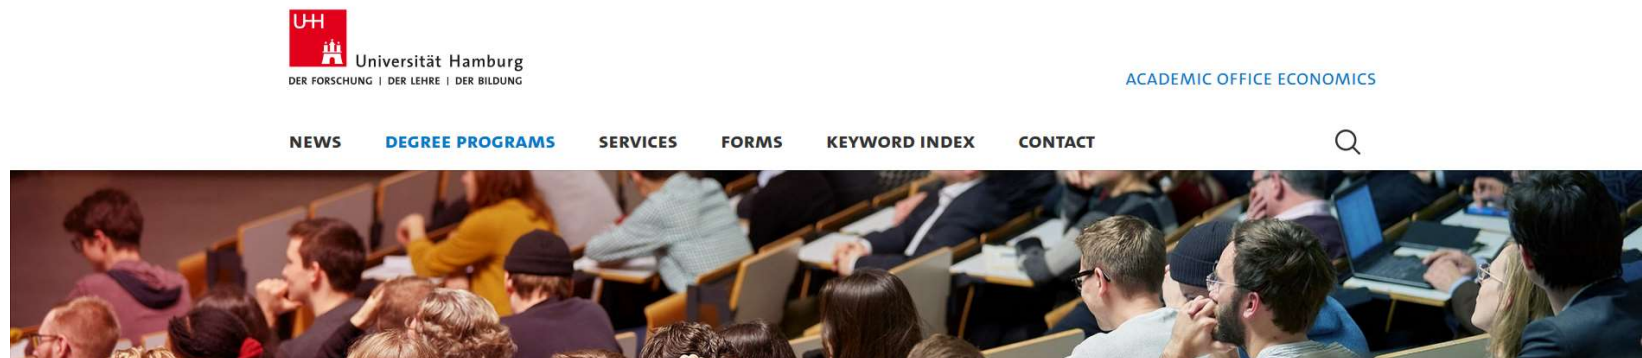 UHH
Universität Hamburg
DER FORSCHUNG | DER LEHRE | DER BILDUNG
ACADEMIC OFFICE ECONOMICS
NEWS DEGREE PROGRAMS SERVICES FORMS KEYWORD INDEX CONTACT